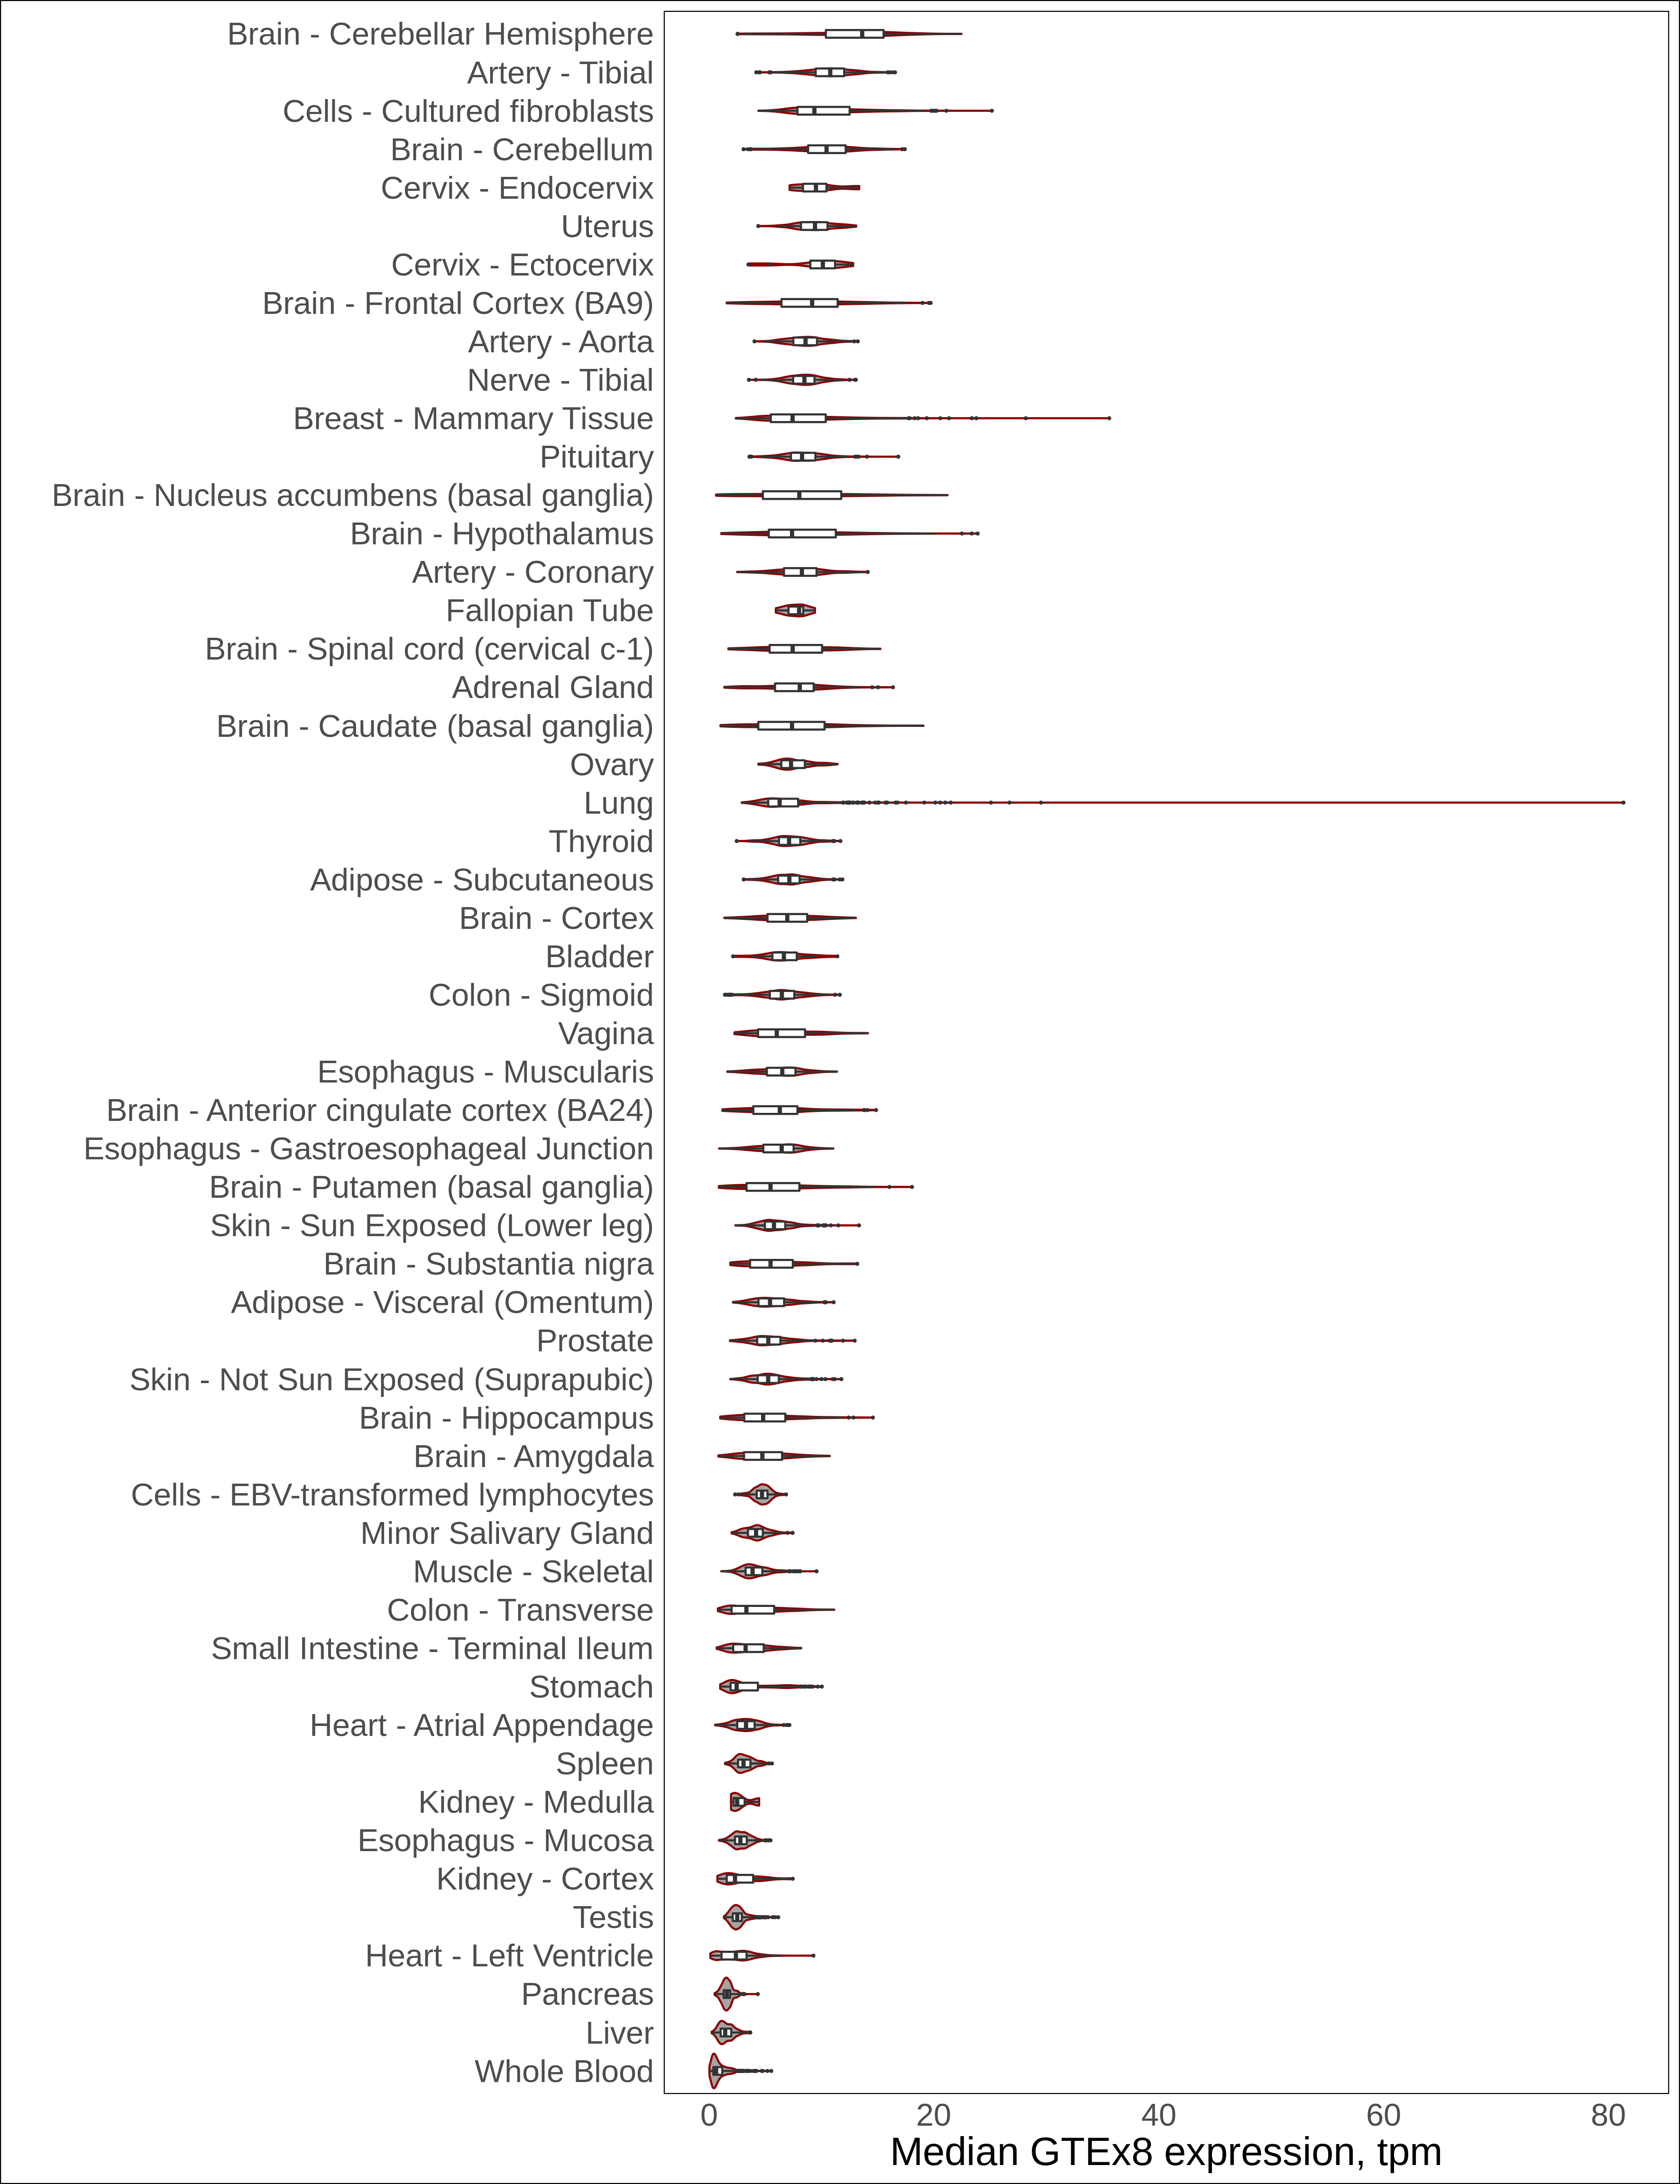 Brain - Cerebellar Hemisphere
Artery - Tibial
Cells - Cultured fibroblasts
Brain - Cerebellum
Cervix - Endocervix
Uterus
Cervix - Ectocervix
Brain - Frontal Cortex (BA9)
Artery - Aorta
Nerve - Tibial
Breast - Mammary Tissue
Pituitary
Brain - Nucleus accumbens (basal ganglia)
Brain - Hypothalamus
Artery - Coronary
Fallopian Tube
Brain - Spinal cord (cervical c-1)
Adrenal Gland
Brain - Caudate (basal ganglia)
Ovary
Lung
Thyroid
Adipose - Subcutaneous
Brain - Cortex
Bladder
Colon - Sigmoid
Vagina
Esophagus - Muscularis
Brain - Anterior cingulate cortex (BA24)
Esophagus - Gastroesophageal Junction
Brain - Putamen (basal ganglia)
Skin - Sun Exposed (Lower leg)
Brain - Substantia nigra
Adipose - Visceral (Omentum)
Prostate
Skin - Not Sun Exposed (Suprapubic)
Brain - Hippocampus
Brain - Amygdala
Cells - EBV-transformed lymphocytes
Minor Salivary Gland
Muscle - Skeletal
Colon - Transverse
Small Intestine - Terminal Ileum
Stomach
Heart - Atrial Appendage
Spleen
Kidney - Medulla
Esophagus - Mucosa
Kidney - Cortex
Testis
Heart - Left Ventricle
Pancreas
Liver
Whole Blood
0 20 40 60 80
Median GTEx8 expression, tpm